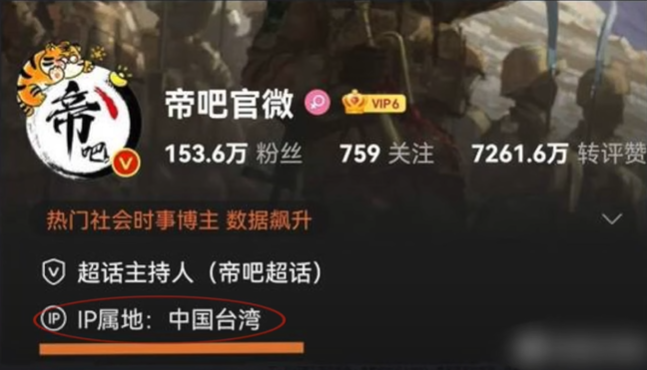 帝吧
帝吧官微 VIP6
153.6万 粉丝 759 关注 7261.6万 转评赞
热门社会时事博主 数据飙升
超话主持人（帝吧超话）
IP IP属地：中国台湾